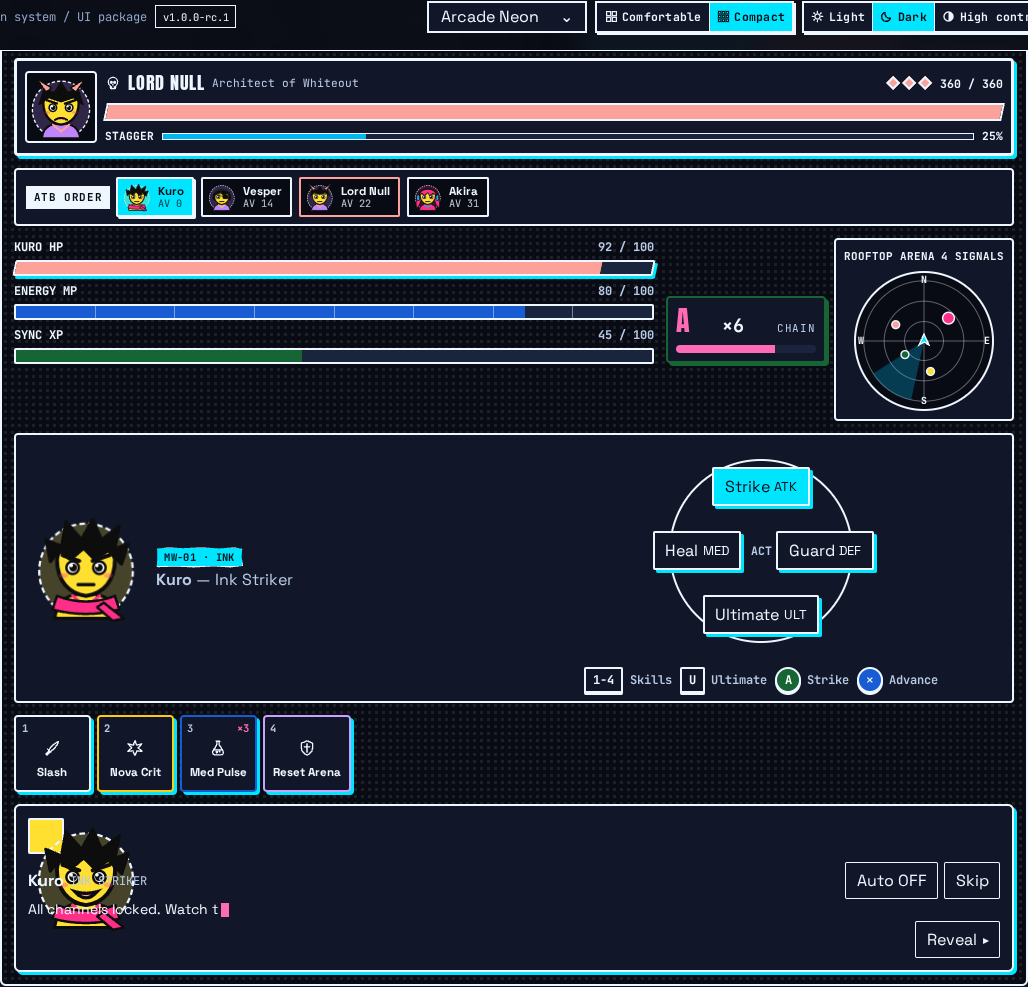 n system / UI package v1.0.0-rc.1 Arcade Neon Comfortable Compact Light Dark High contr
LORD NULL Architect of Whiteout 360 / 360
STAGGER 25%
ATB ORDER
Kuro
AV 0
Vesper
AV 14
Lord Null
AV 22
Akira
AV 31
KURO HP 92 / 100
ENERGY MP 80 / 100
SYNC XP 45 / 100
A ×6 CHAIN
ROOFTOP ARENA 4 SIGNALS
N
W E
S
MW-01 · INK
Kuro — Ink Striker
Strike ATK
Heal MED ACT Guard DEF
Ultimate ULT
1-4 Skills U Ultimate A Strike × Advance
1
Slash
2
Nova Crit
3 ×3
Med Pulse
4
Reset Arena
Kuro INK STRIKER
All channels locked. Watch t
Auto OFF Skip
Reveal ▸